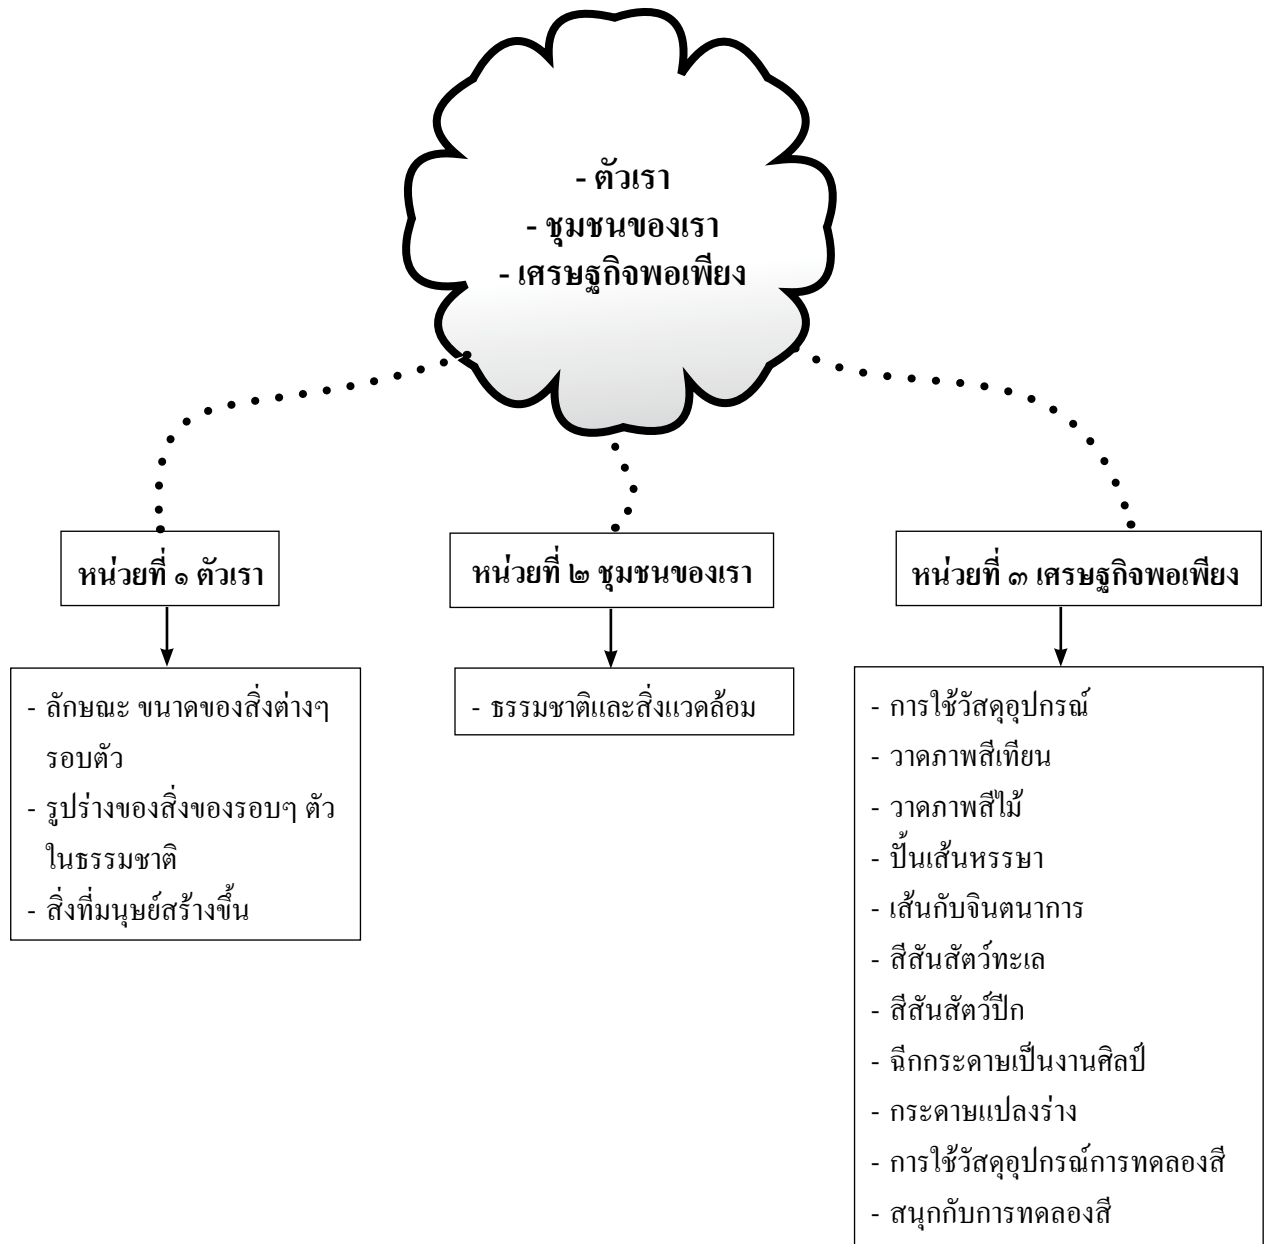 - ตัวเรา
- ชุมชนของเรา
- เศรษฐกิจพอเพียง
หน่วยที่ ๑ ตัวเรา
- ลักษณะ ขนาดของสิ่งต่างๆ
รอบตัว
- รูปร่างของสิ่งของรอบๆ ตัว
ในธรรมชาติ
- สิ่งที่มนุษย์สร้างขึ้น
หน่วยที่ ๒ ชุมชนของเรา
- ธรรมชาติและสิ่งแวดล้อม
หน่วยที่ ๓ เศรษฐกิจพอเพียง
- การใช้วัสดุอุปกรณ์
- วาดภาพสีเทียน
- วาดภาพสีไม้
- ปั้นเส้นหรรษา
- เส้นกับจินตนาการ
- สีสันสัตว์ทะเล
- สีสันสัตว์ปีก
- ฉีกกระดาษเป็นงานศิลป์
- กระดาษแปลงร่าง
- การใช้วัสดุอุปกรณ์การทดลองสี
- สนุกกับการทดลองสี